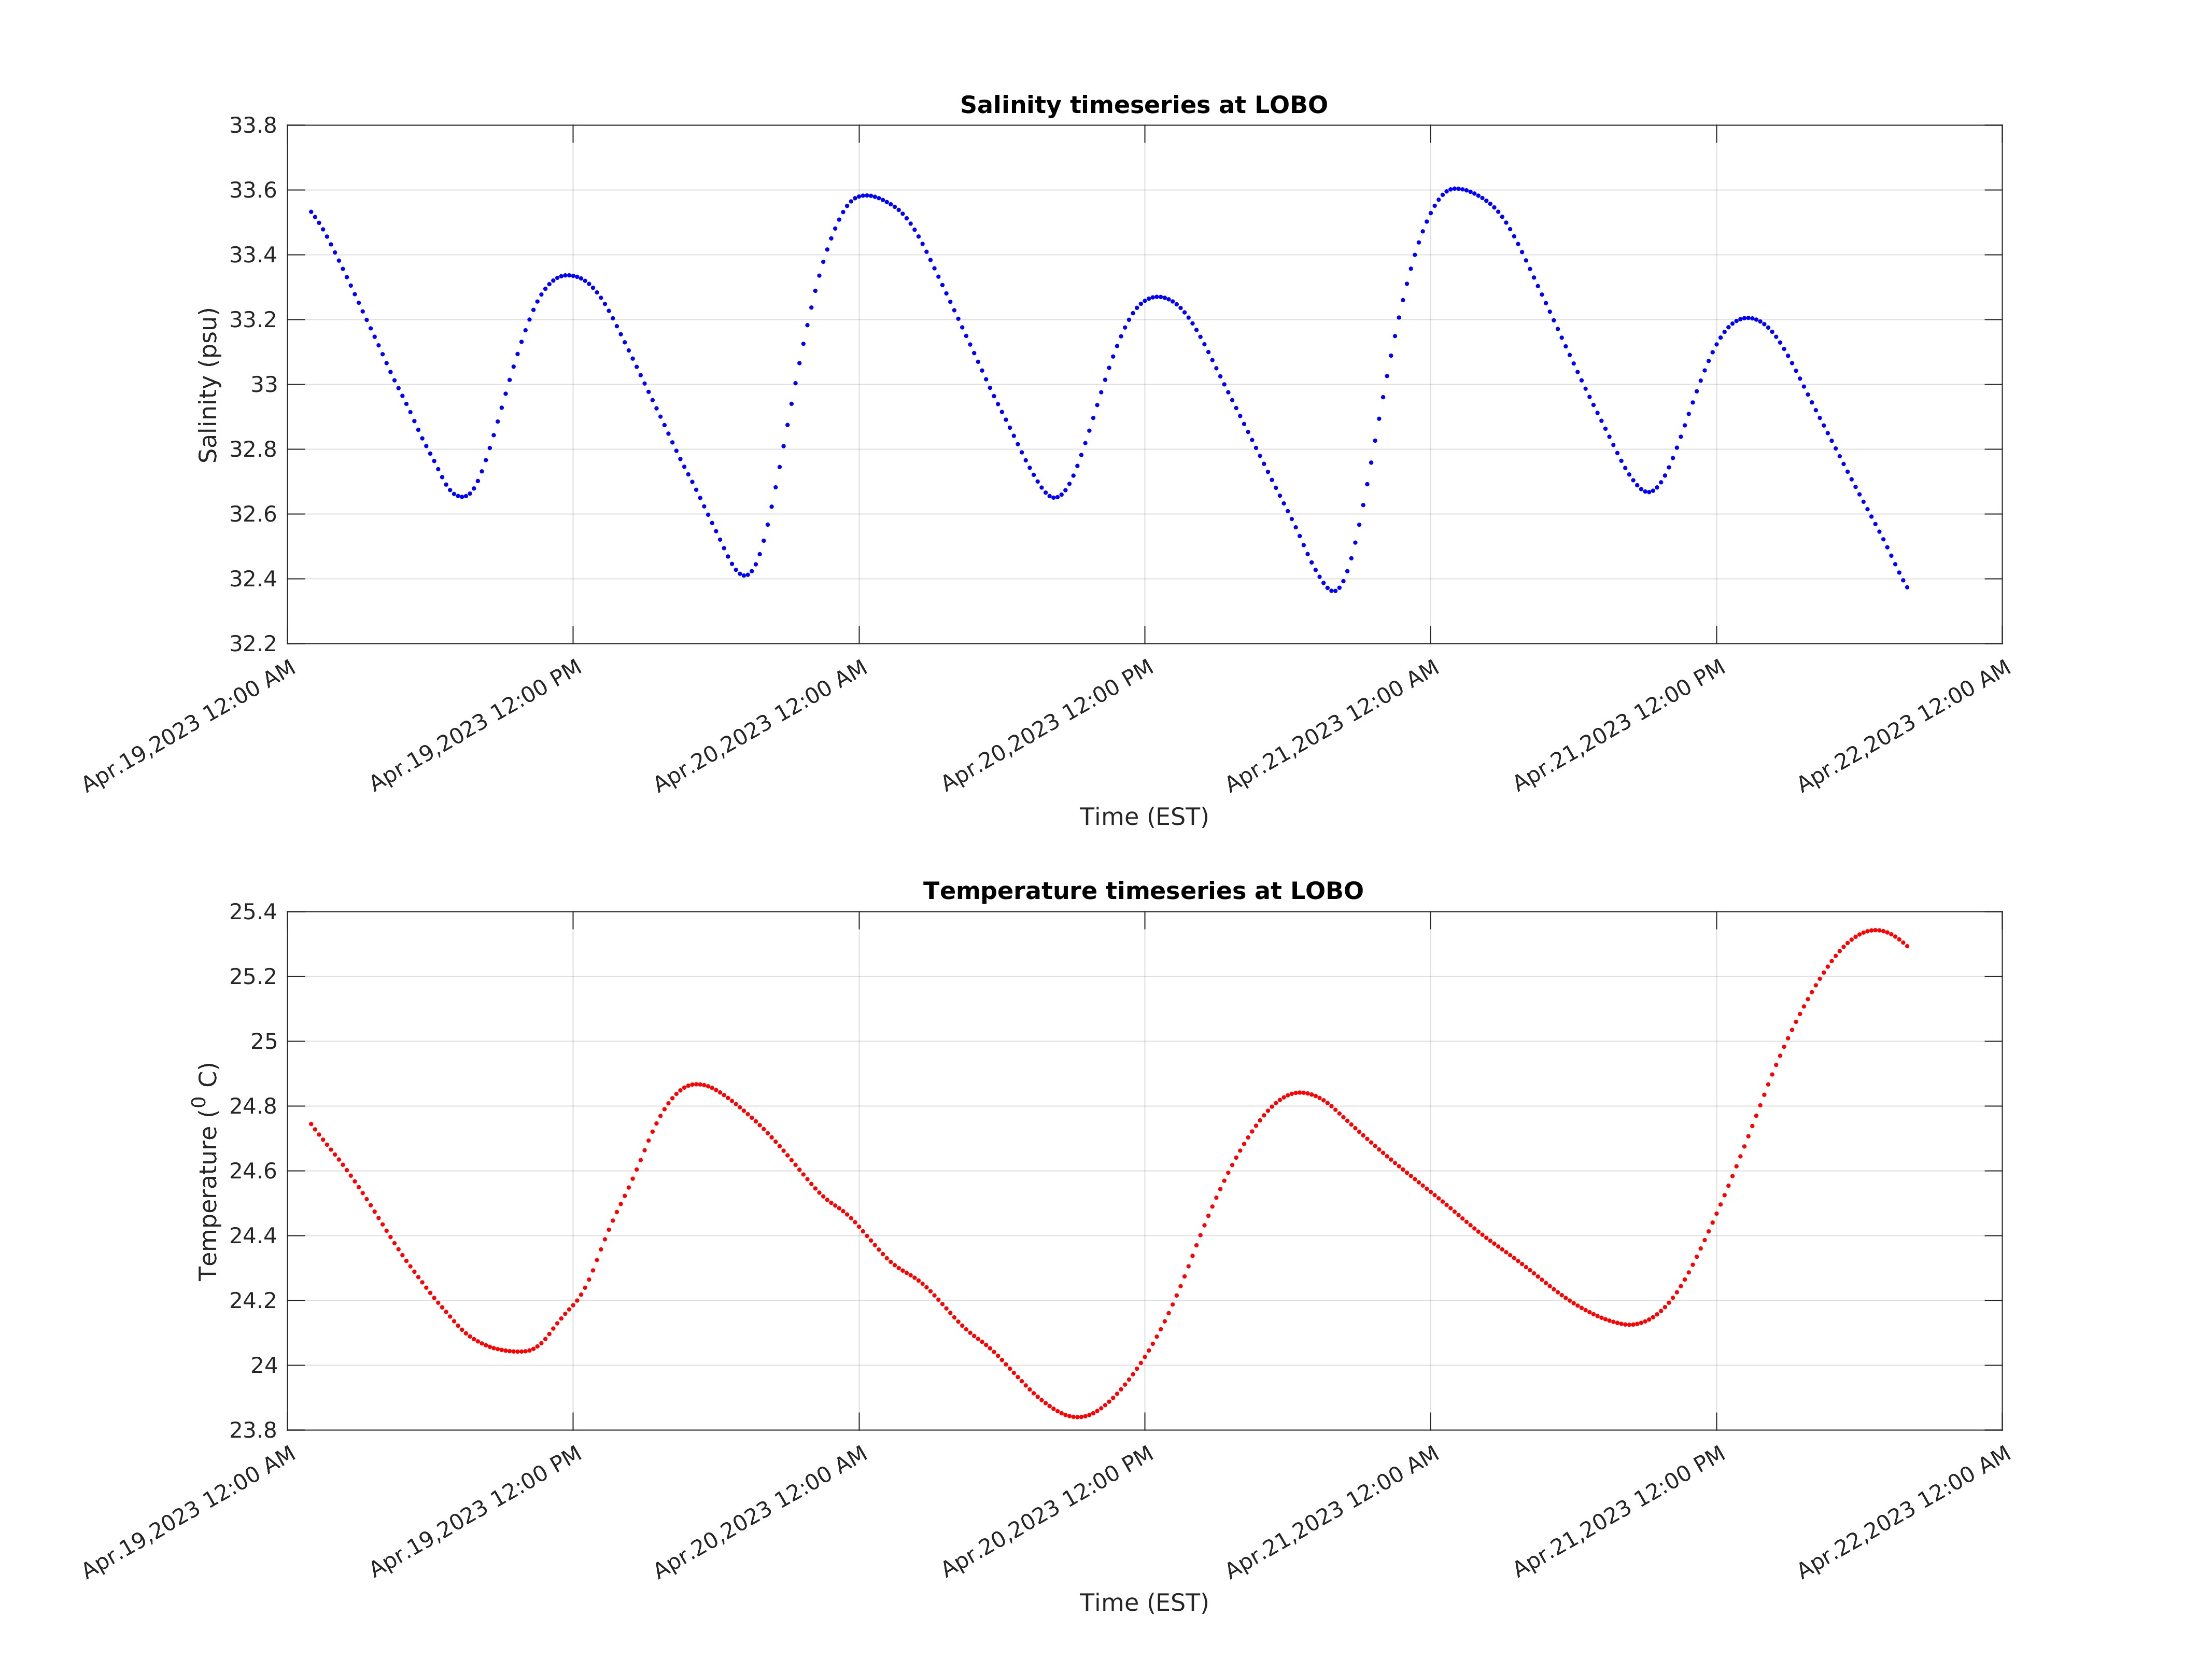 Salinity timeseries at LOBO
33.8
33.6
33.4
33.2
33
32.8
32.6
32.4
32.2
Salinity (psu)
Apr.19,2023 12:00 AM
Apr.19,2023 12:00 PM
Apr.20,2023 12:00 AM
Apr.20,2023 12:00 PM
Apr.21,2023 12:00 AM
Apr.21,2023 12:00 PM
Apr.22,2023 12:00 AM
Time (EST)
Temperature timeseries at LOBO
25.4
25.2
25
24.8
24.6
24.4
24.2
24
23.8
Temperature (⁰ C)
Apr.19,2023 12:00 AM
Apr.19,2023 12:00 PM
Apr.20,2023 12:00 AM
Apr.20,2023 12:00 PM
Apr.21,2023 12:00 AM
Apr.21,2023 12:00 PM
Apr.22,2023 12:00 AM
Time (EST)